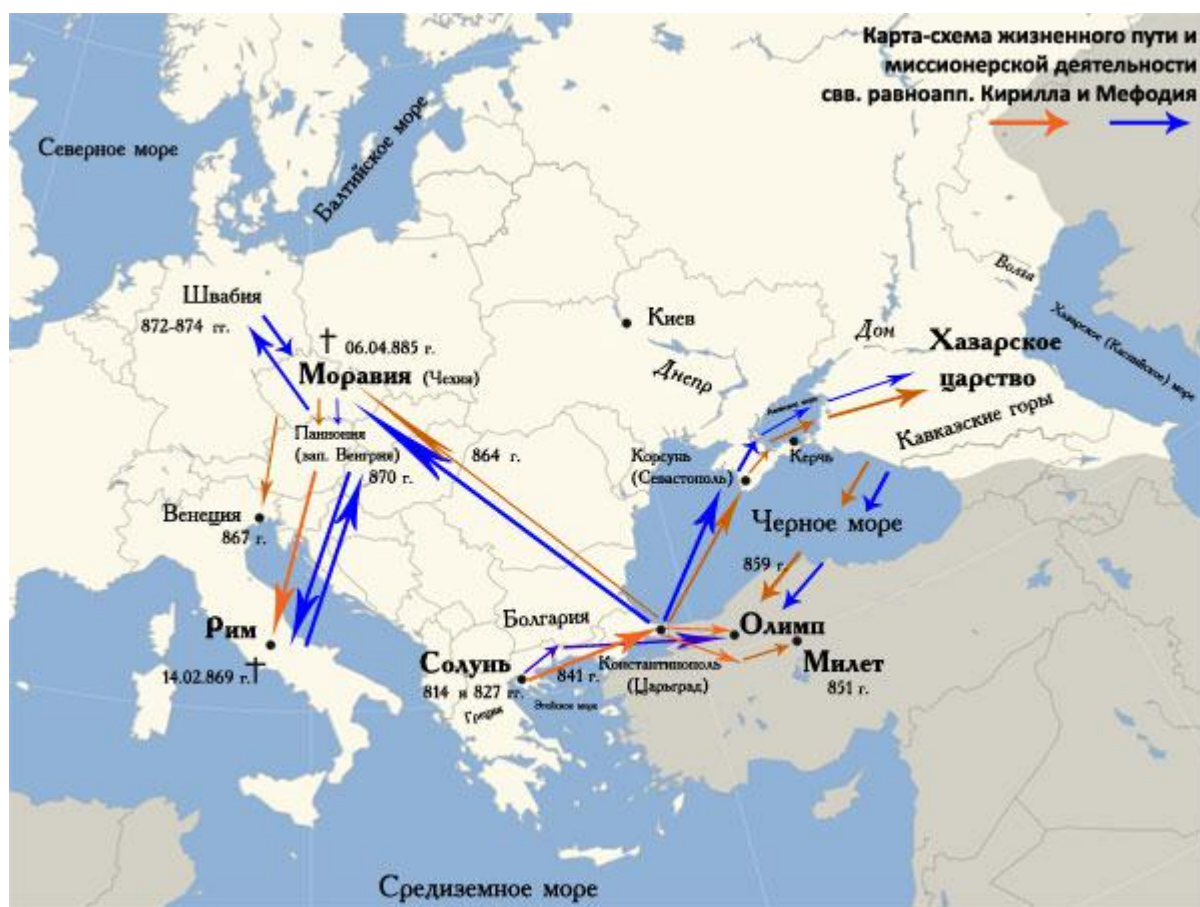 Карта-схема жизненного пути и
миссионерской деятельности
свв. равноапп. Кирилла и Мефодия
Северное море
Балтийское море
Швабия
872-874 гг.
Киев
Волга
Хазарское (Каспийское) море
Дон
Хазарское
царство
06.04.885 г.
Моравия (Чехия)
Днепр
Азовское море
Кавказские горы
Паннония
(зап. Венгрия)
870 г.
864 г.
Корсунь
(Севастополь)
Керчь
Венеция
867 г.
Черное море
859 г.
Болгария
Рим
14.02.869 г.
Солунь
814 и 827 гг.
Греция
Эгейское море
841 г.
Константинополь
(Царьград)
Олимп
Милет
851 г.
Средиземное море